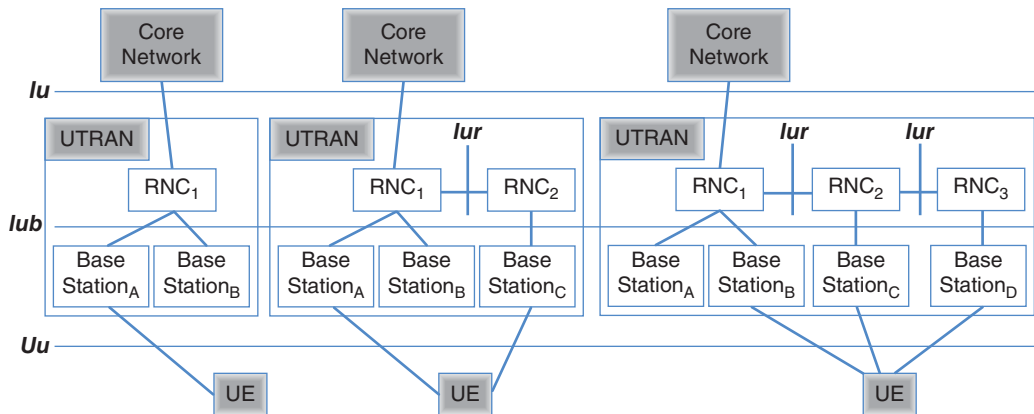 Core
Network
Core
Network
Core
Network
Iu
UTRAN
UTRAN
Iur
UTRAN
Iur
Iur
RNC1
RNC1
RNC2
RNC1
RNC2
RNC3
Iub
Base
StationA
Base
StationB
Base
StationA
Base
StationB
Base
StationC
Base
StationA
Base
StationB
Base
StationC
Base
StationD
Uu
UE
UE
UE